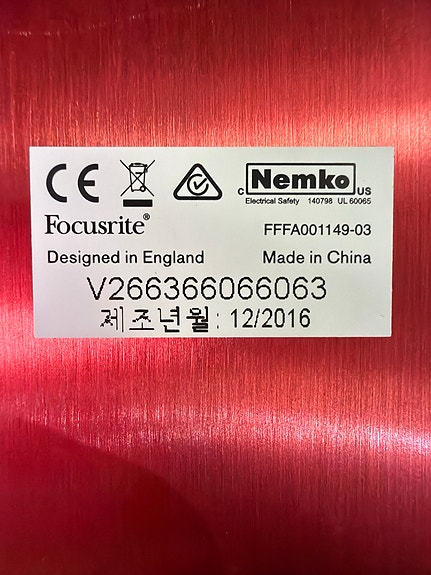 CE
c Nemko US
Electrical Safety 140798 UL 60065
Focusrite® FFFA001149-03
Designed in England Made in China
V266366066063
제조년월: 12/2016